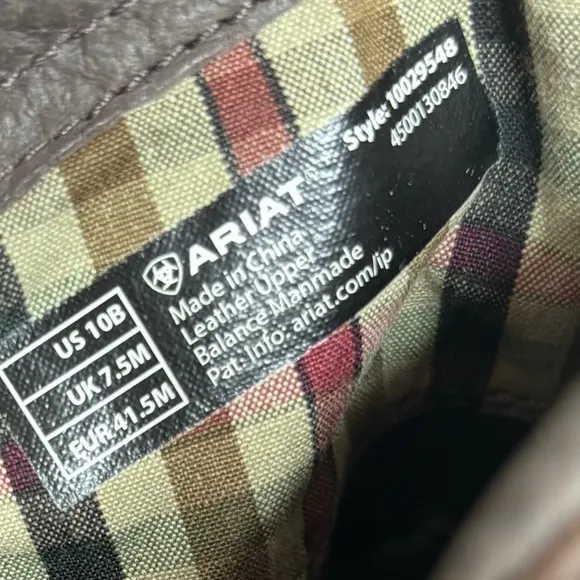 US 10B
UK 7.5M
EUR 41.5M
ARIAT
Made in China
Leather Upper
Balance Manmade
Pat. Info: ariat.com/ip
Style: 10029548
4500130846